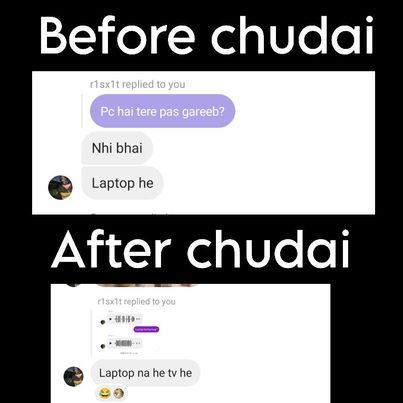 Before chudai
r1sx1t replied to you
Pc hai tere pas gareeb?
Nhi bhai
Laptop he
After chudai
r1sx1t replied to you
Laptop na he tv he